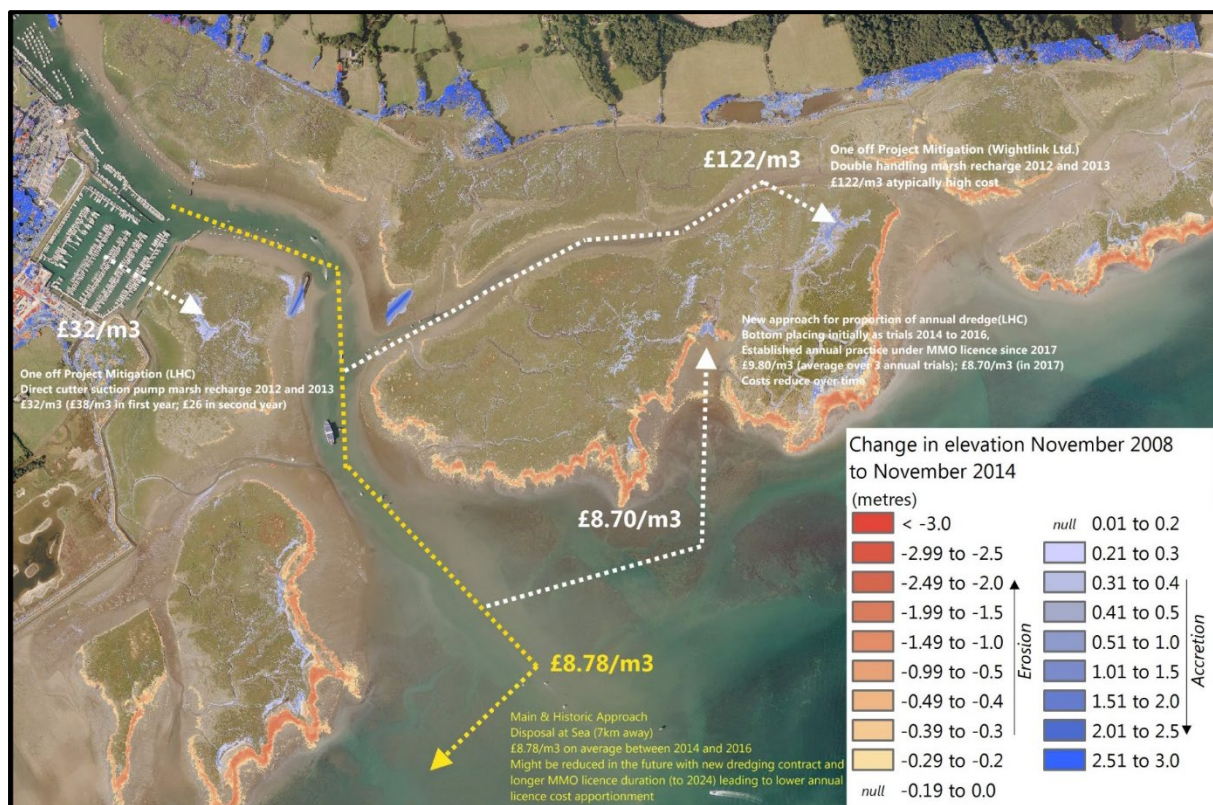 £122/m3
One off Project Mitigation (Wightlink Ltd.)
Double handling marsh recharge 2012 and 2013
£122/m3 atypically high cost
£32/m3
One off Project Mitigation (LHC)
Direct cutter suction pump marsh recharge 2012 and 2013
£32/m3 (£38/m3 in first year; £26 in second year)
New approach for proportion of annual dredge(LHC)
Bottom placing initially as trials 2014 to 2016,
Established annual practice under MMO licence since 2017
£9.80/m3 (average over 3 annual trials); £8.70/m3 (in 2017)
Costs reduce over time
£8.70/m3
£8.78/m3
Main & Historic Approach
Disposal at Sea (7km away)
£8.78/m3 on average between 2014 and 2016
Might be reduced in the future with new dredging contract and
longer MMO licence duration (to 2024) leading to lower annual
licence cost apportionment
Change in elevation November 2008
to November 2014
(metres)
< -3.0
-2.99 to -2.5
-2.49 to -2.0
-1.99 to -1.5
-1.49 to -1.0
-0.99 to -0.5
-0.49 to -0.4
-0.39 to -0.3
-0.29 to -0.2
null -0.19 to 0.0
Erosion
null 0.01 to 0.2
0.21 to 0.3
0.31 to 0.4
0.41 to 0.5
0.51 to 1.0
1.01 to 1.5
1.51 to 2.0
2.01 to 2.5
2.51 to 3.0
Accretion